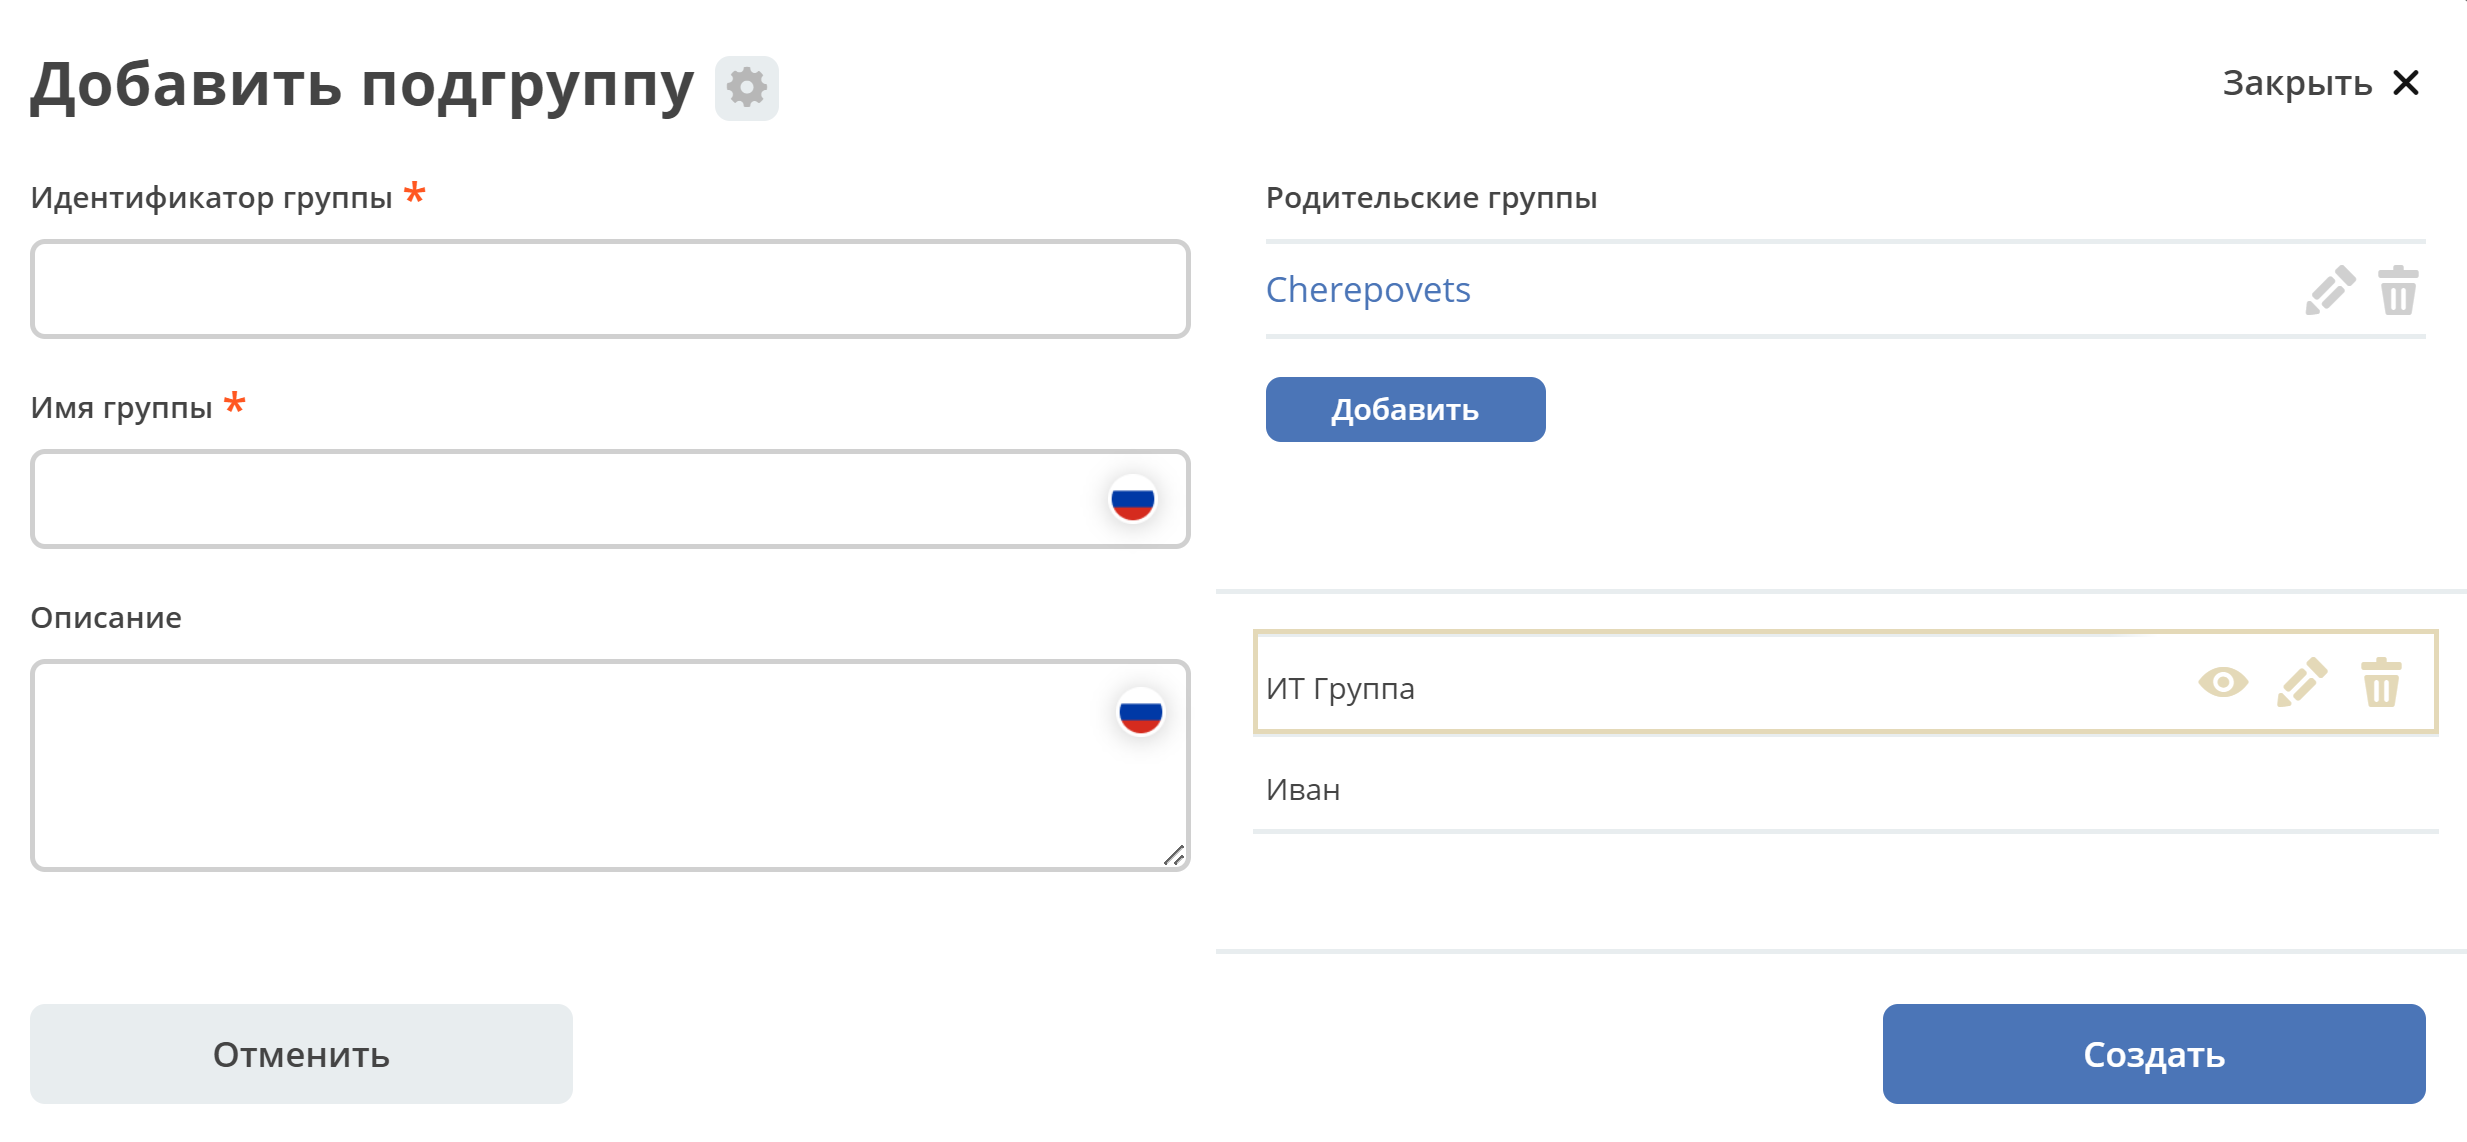 Добавить подгруппу
Закрыть
Идентификатор группы *
Имя группы *
Описание
Родительские группы
Cherepovets
Добавить
ИТ Группа
Иван
Отменить
Создать